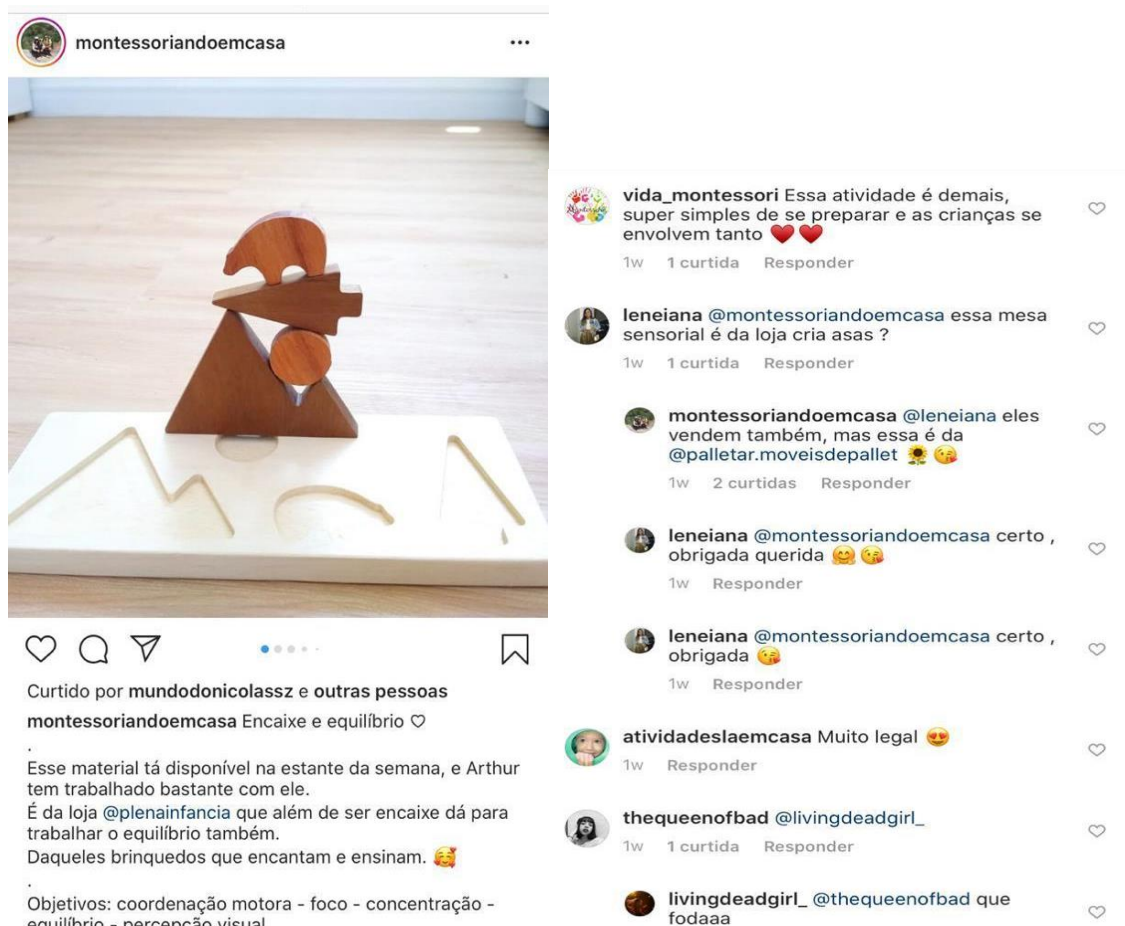 montessoriandoemcasa
Curtido por mundodonicolassz e outras pessoas
montessoriandoemcasa Encaixe e equilíbrio ♡
.
Esse material tá disponível na estante da semana, e Arthur
tem trabalhado bastante com ele.
É da loja @plenainfancia que além de ser encaixe dá para
trabalhar o equilíbrio também.
Daqueles brinquedos que encantam e ensinam. 🥰
.
Objetivos: coordenação motora - foco - concentração -
equilíbrio - percepção visual
vida_montessori Essa atividade é demais,
super simples de se preparar e as crianças se
envolvem tanto ♥️ ♥️
1w 1 curtida Responder
leneiana @montessoriandoemcasa essa mesa
sensorial é da loja cria asas ?
1w 1 curtida Responder
montessoriandoemcasa @leneiana eles
vendem também, mas essa é da
@palletar.moveisdepallet 🌻 😘
1w 2 curtidas Responder
leneiana @montessoriandoemcasa certo ,
obrigada querida 🤗 😘
1w Responder
leneiana @montessoriandoemcasa certo ,
obrigada 😘
1w Responder
atividadeslaemcasa Muito legal 😍
1w Responder
thequeenofbad @livingdeadgirl_
1w 1 curtida Responder
livingdeadgirl_ @thequeenofbad que
fodaaa